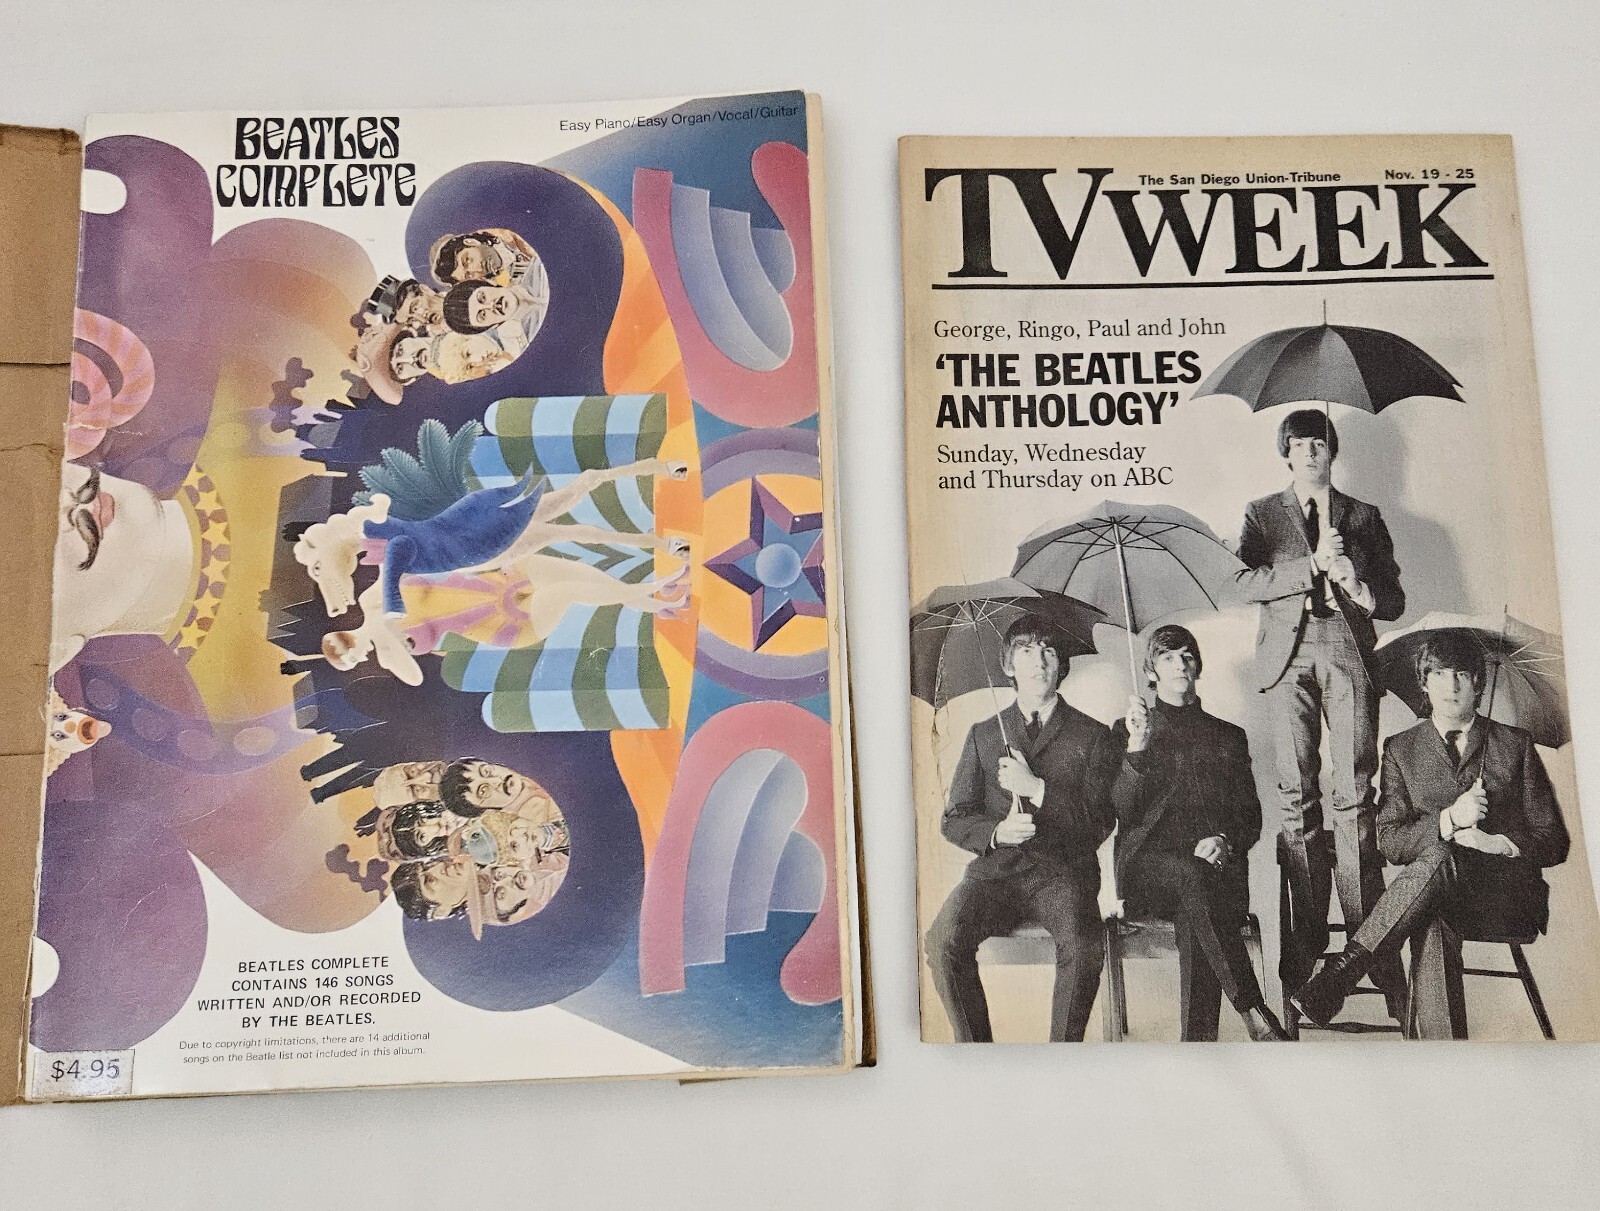 BEATLES
COMPLETE
Easy Piano/Easy Organ/Vocal/Guitar
BEATLES COMPLETE
CONTAINS 146 SONGS
WRITTEN AND/OR RECORDED
BY THE BEATLES.
Due to copyright limitations, there are 14 additional
songs on the Beatle list not included in this album.
$4.95
The San Diego Union-Tribune Nov. 19 - 25
TV WEEK
George, Ringo, Paul and John
‘THE BEATLES
ANTHOLOGY’
Sunday, Wednesday
and Thursday on ABC